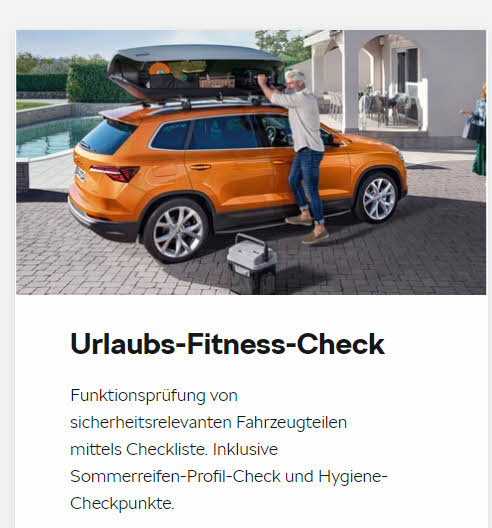 Urlaubs-Fitness-Check
Funktionsprüfung von
sicherheitsrelevanten Fahrzeugteilen
mittels Checkliste. Inklusive
Sommerreifen-Profil-Check und Hygiene-
Checkpunkte.